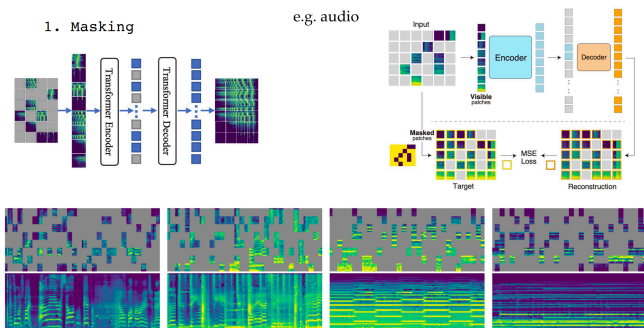 1. Masking
e.g. audio
Transformer Encoder
Transformer Decoder
Input
Visible
patches
Encoder
Decoder
Masked
patches
Target
MSE
Loss
Reconstruction